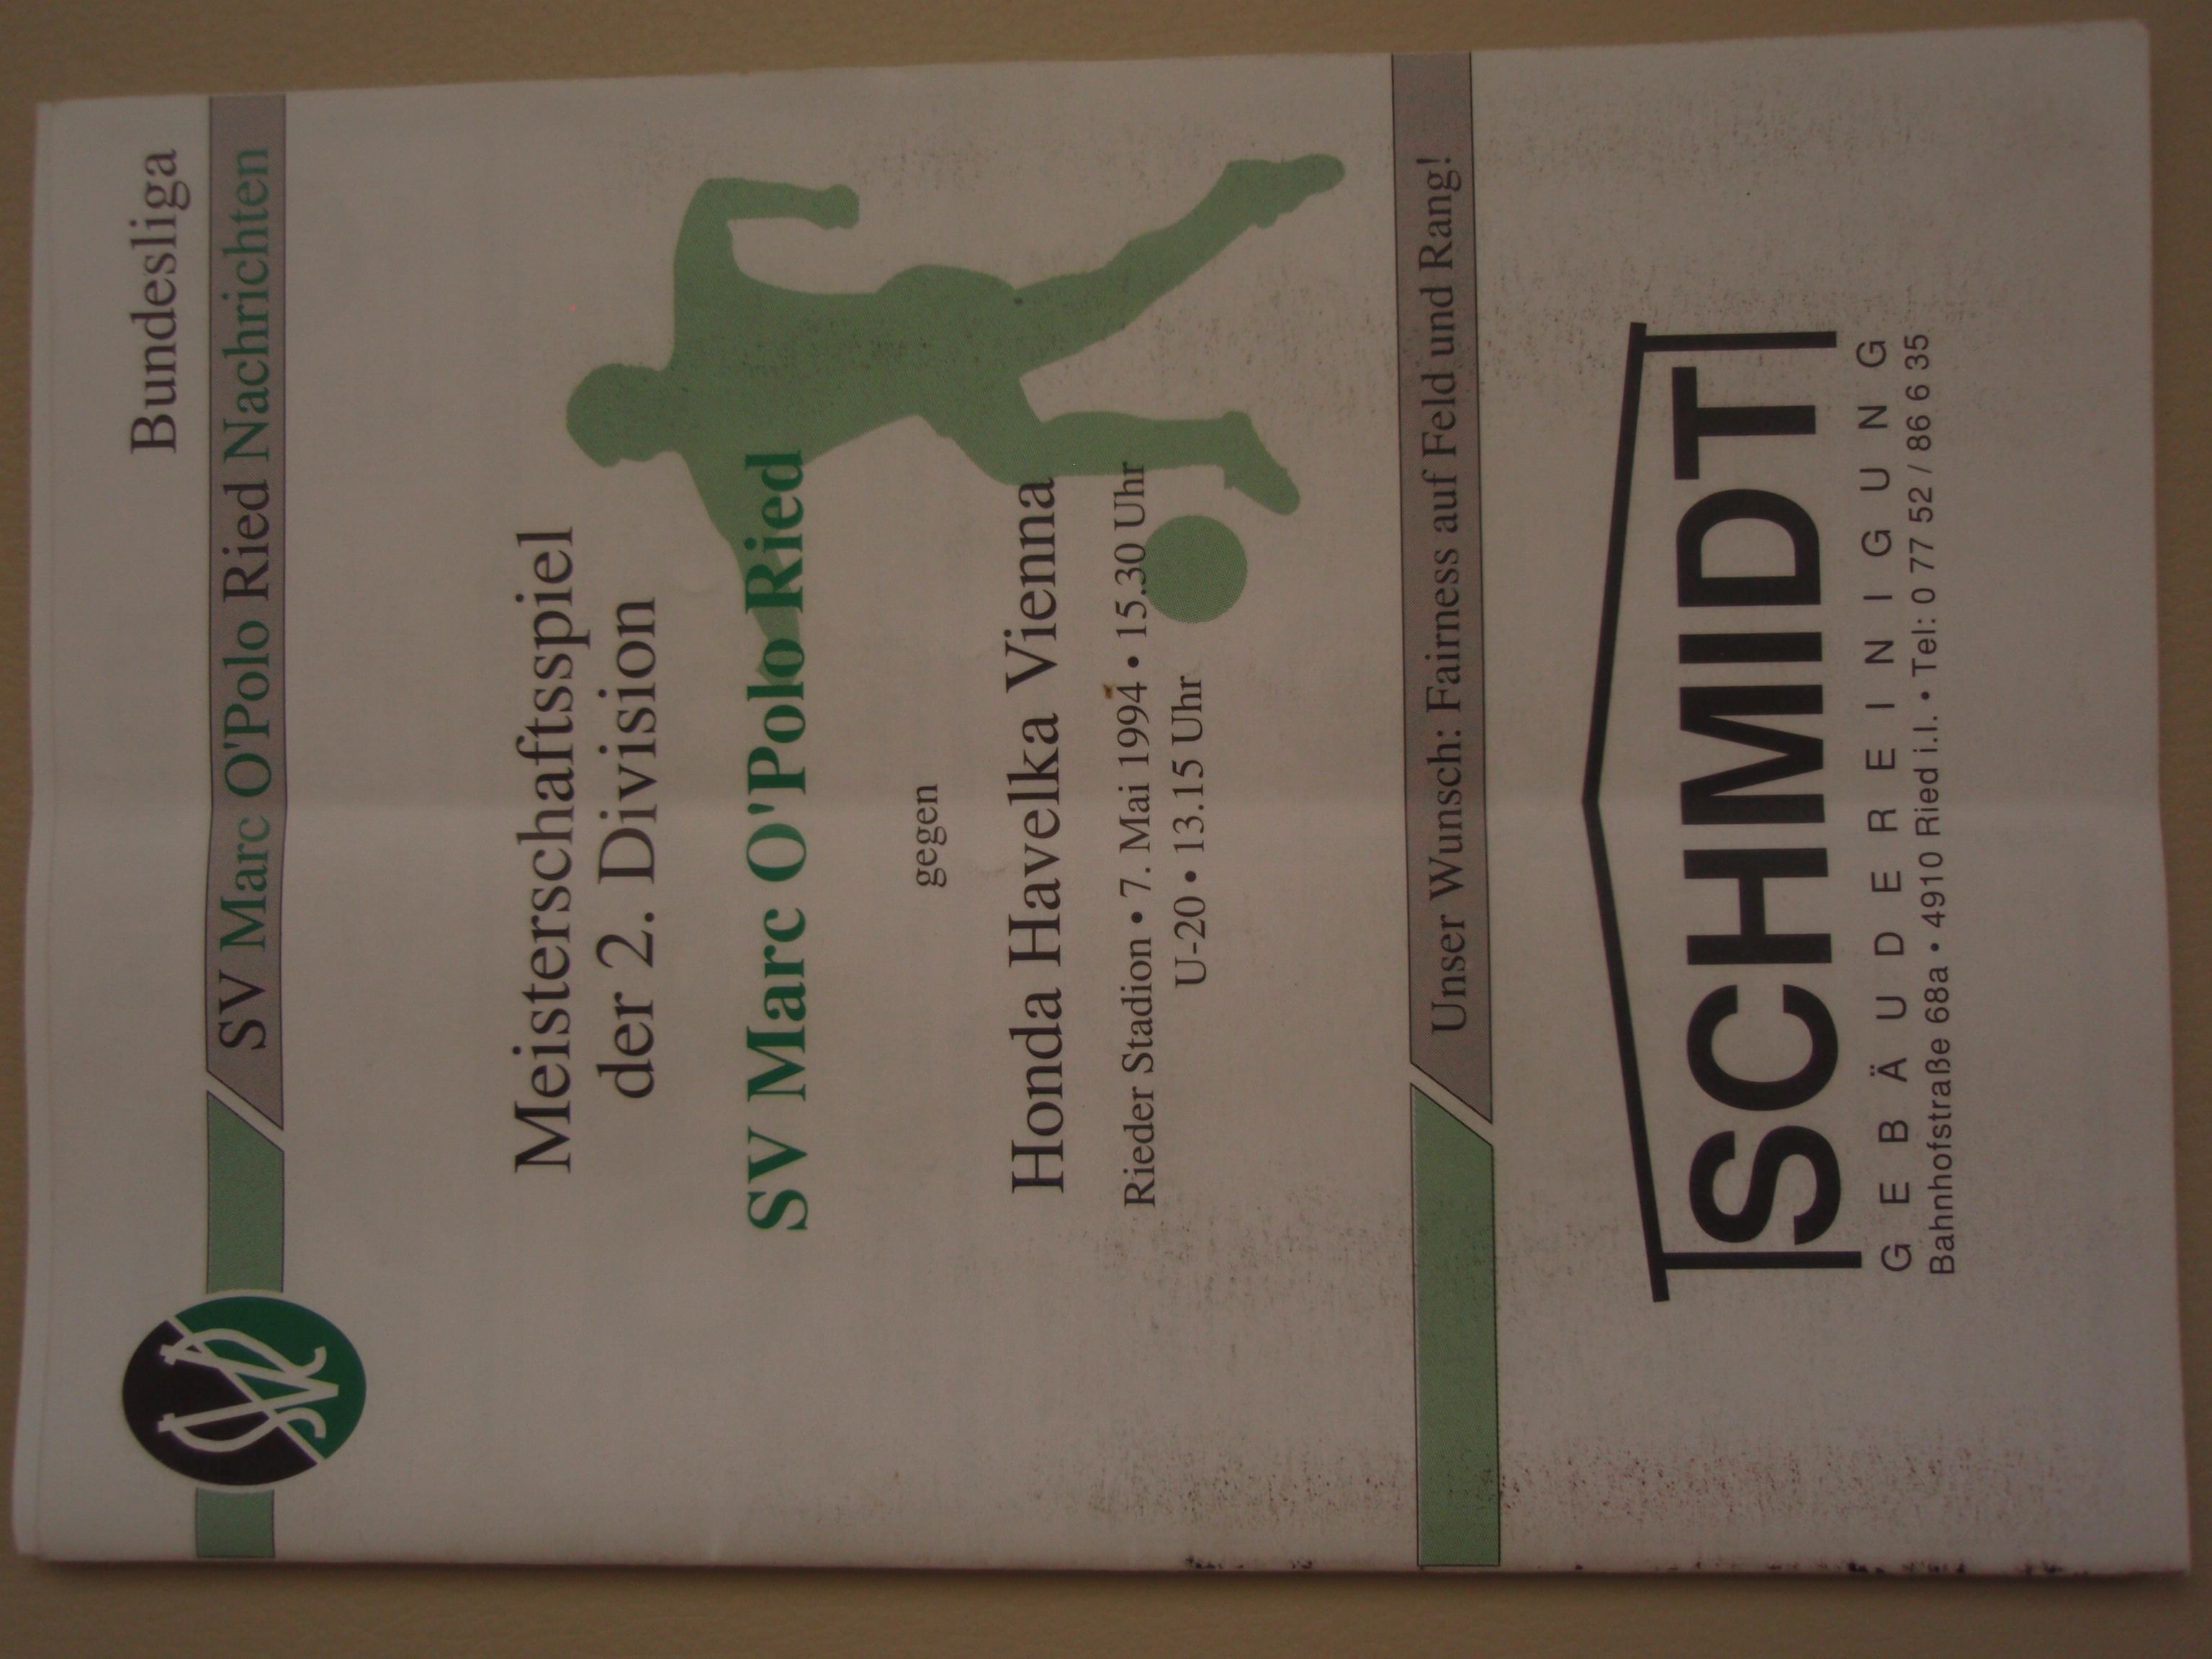 Bundesliga
SV Marc O'Polo Ried Nachrichten
Meisterschaftsspiel
der 2. Division
SV Marc O'Polo Ried
gegen
Honda Havelka Vienna
Rieder Stadion • 7. Mai 1994 • 15.30 Uhr
U-20 • 13.15 Uhr
Unser Wunsch: Fairness auf Feld und Rang!
SCHMIDT
GEBÄUDEREINIGUNG
Bahnhofstraße 68a • 4910 Ried i.I. • Tel: 0 77 52 / 86 6 35